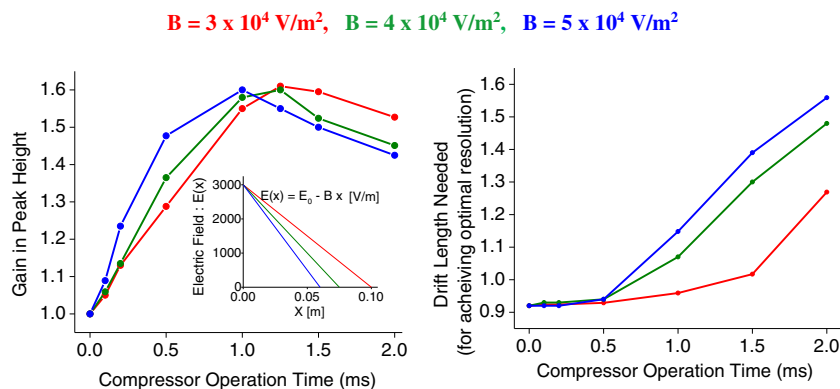 B = 3 x 10⁴ V/m², B = 4 x 10⁴ V/m², B = 5 x 10⁴ V/m²
Gain in Peak Height
1.6
1.5
1.4
1.3
1.2
1.1
1.0
0.0 0.5 1.0 1.5 2.0
Compressor Operation Time (ms)
Electric Field : E(x)
3000
2000
1000
0
E(x) = E₀ - B x [V/m]
0.00 0.05 0.10
X [m]
Drift Length Needed
(for acheiving optimal resolution)
1.6
1.5
1.4
1.3
1.2
1.1
1.0
0.9
0.0 0.5 1.0 1.5 2.0
Compressor Operation Time (ms)